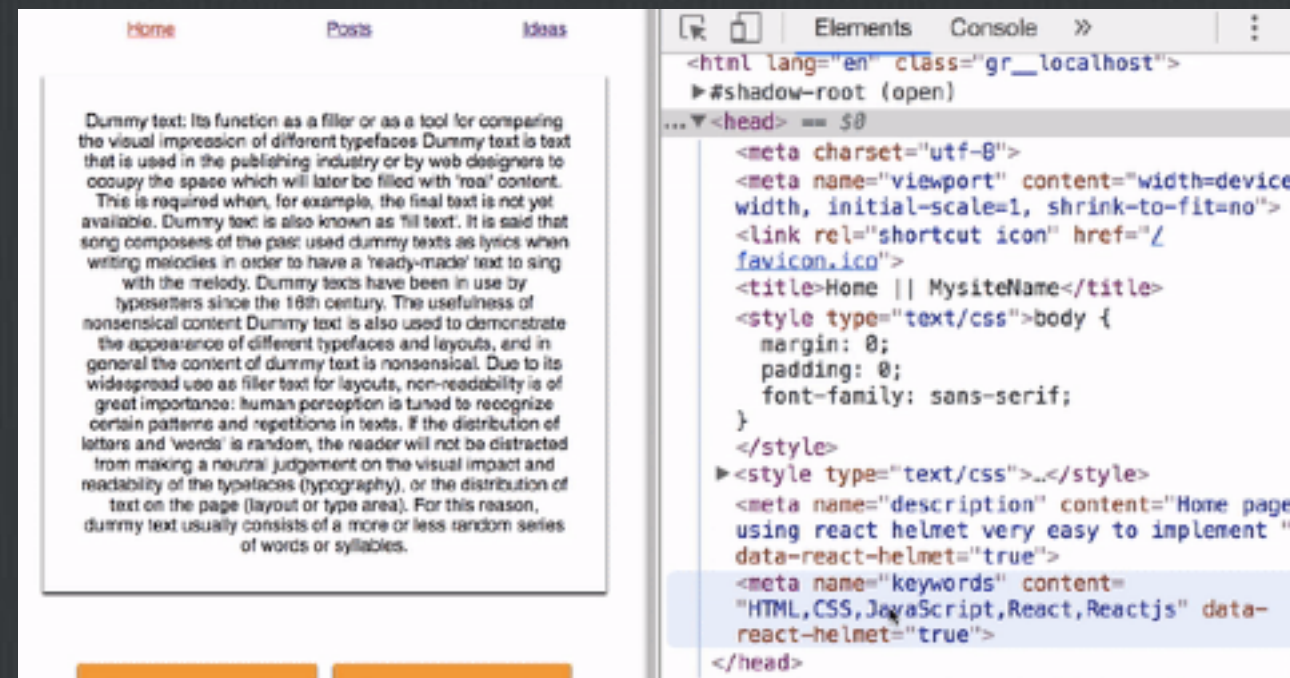 Home Posts Ideas
Dummy text: Its function as a filler or as a tool for comparing
the visual impression of different typefaces Dummy text is text
that is used in the publishing industry or by web designers to
occupy the space which will later be filled with 'real' content.
This is required when, for example, the final text is not yet
available. Dummy text is also known as 'fill text'. It is said that
song composers of the past used dummy texts as lyrics when
writing melodies in order to have a 'ready-made' text to sing
with the melody. Dummy texts have been in use by
typesetters since the 16th century. The usefulness of
nonsensical content Dummy text is also used to demonstrate
the appearance of different typefaces and layouts, and in
general the content of dummy text is nonsensical. Due to its
widespread use as filler text for layouts, non-readability is of
great importance: human perception is tuned to recognize
certain patterns and repetitions in texts. If the distribution of
letters and 'words' is random, the reader will not be distracted
from making a neutral judgement on the visual impact and
readability of the typefaces (typography), or the distribution of
text on the page (layout or type area). For this reason,
dummy text usually consists of a more or less random series
of words or syllables.
Elements Console »
<html lang="en" class="gr__localhost">
▶#shadow-root (open)
...▼<head> == $0
<meta charset="utf-8">
<meta name="viewport" content="width=device
width, initial-scale=1, shrink-to-fit=no">
<link rel="shortcut icon" href="/
favicon.ico">
<title>Home || MysiteName</title>
<style type="text/css">body {
margin: 0;
padding: 0;
font-family: sans-serif;
}
</style>
▶<style type="text/css">…</style>
<meta name="description" content="Home page
using react helmet very easy to implement "
data-react-helmet="true">
<meta name="keywords" content=
"HTML,CSS,JavaScript,React,Reactjs" data-
react-helmet="true">
</head>